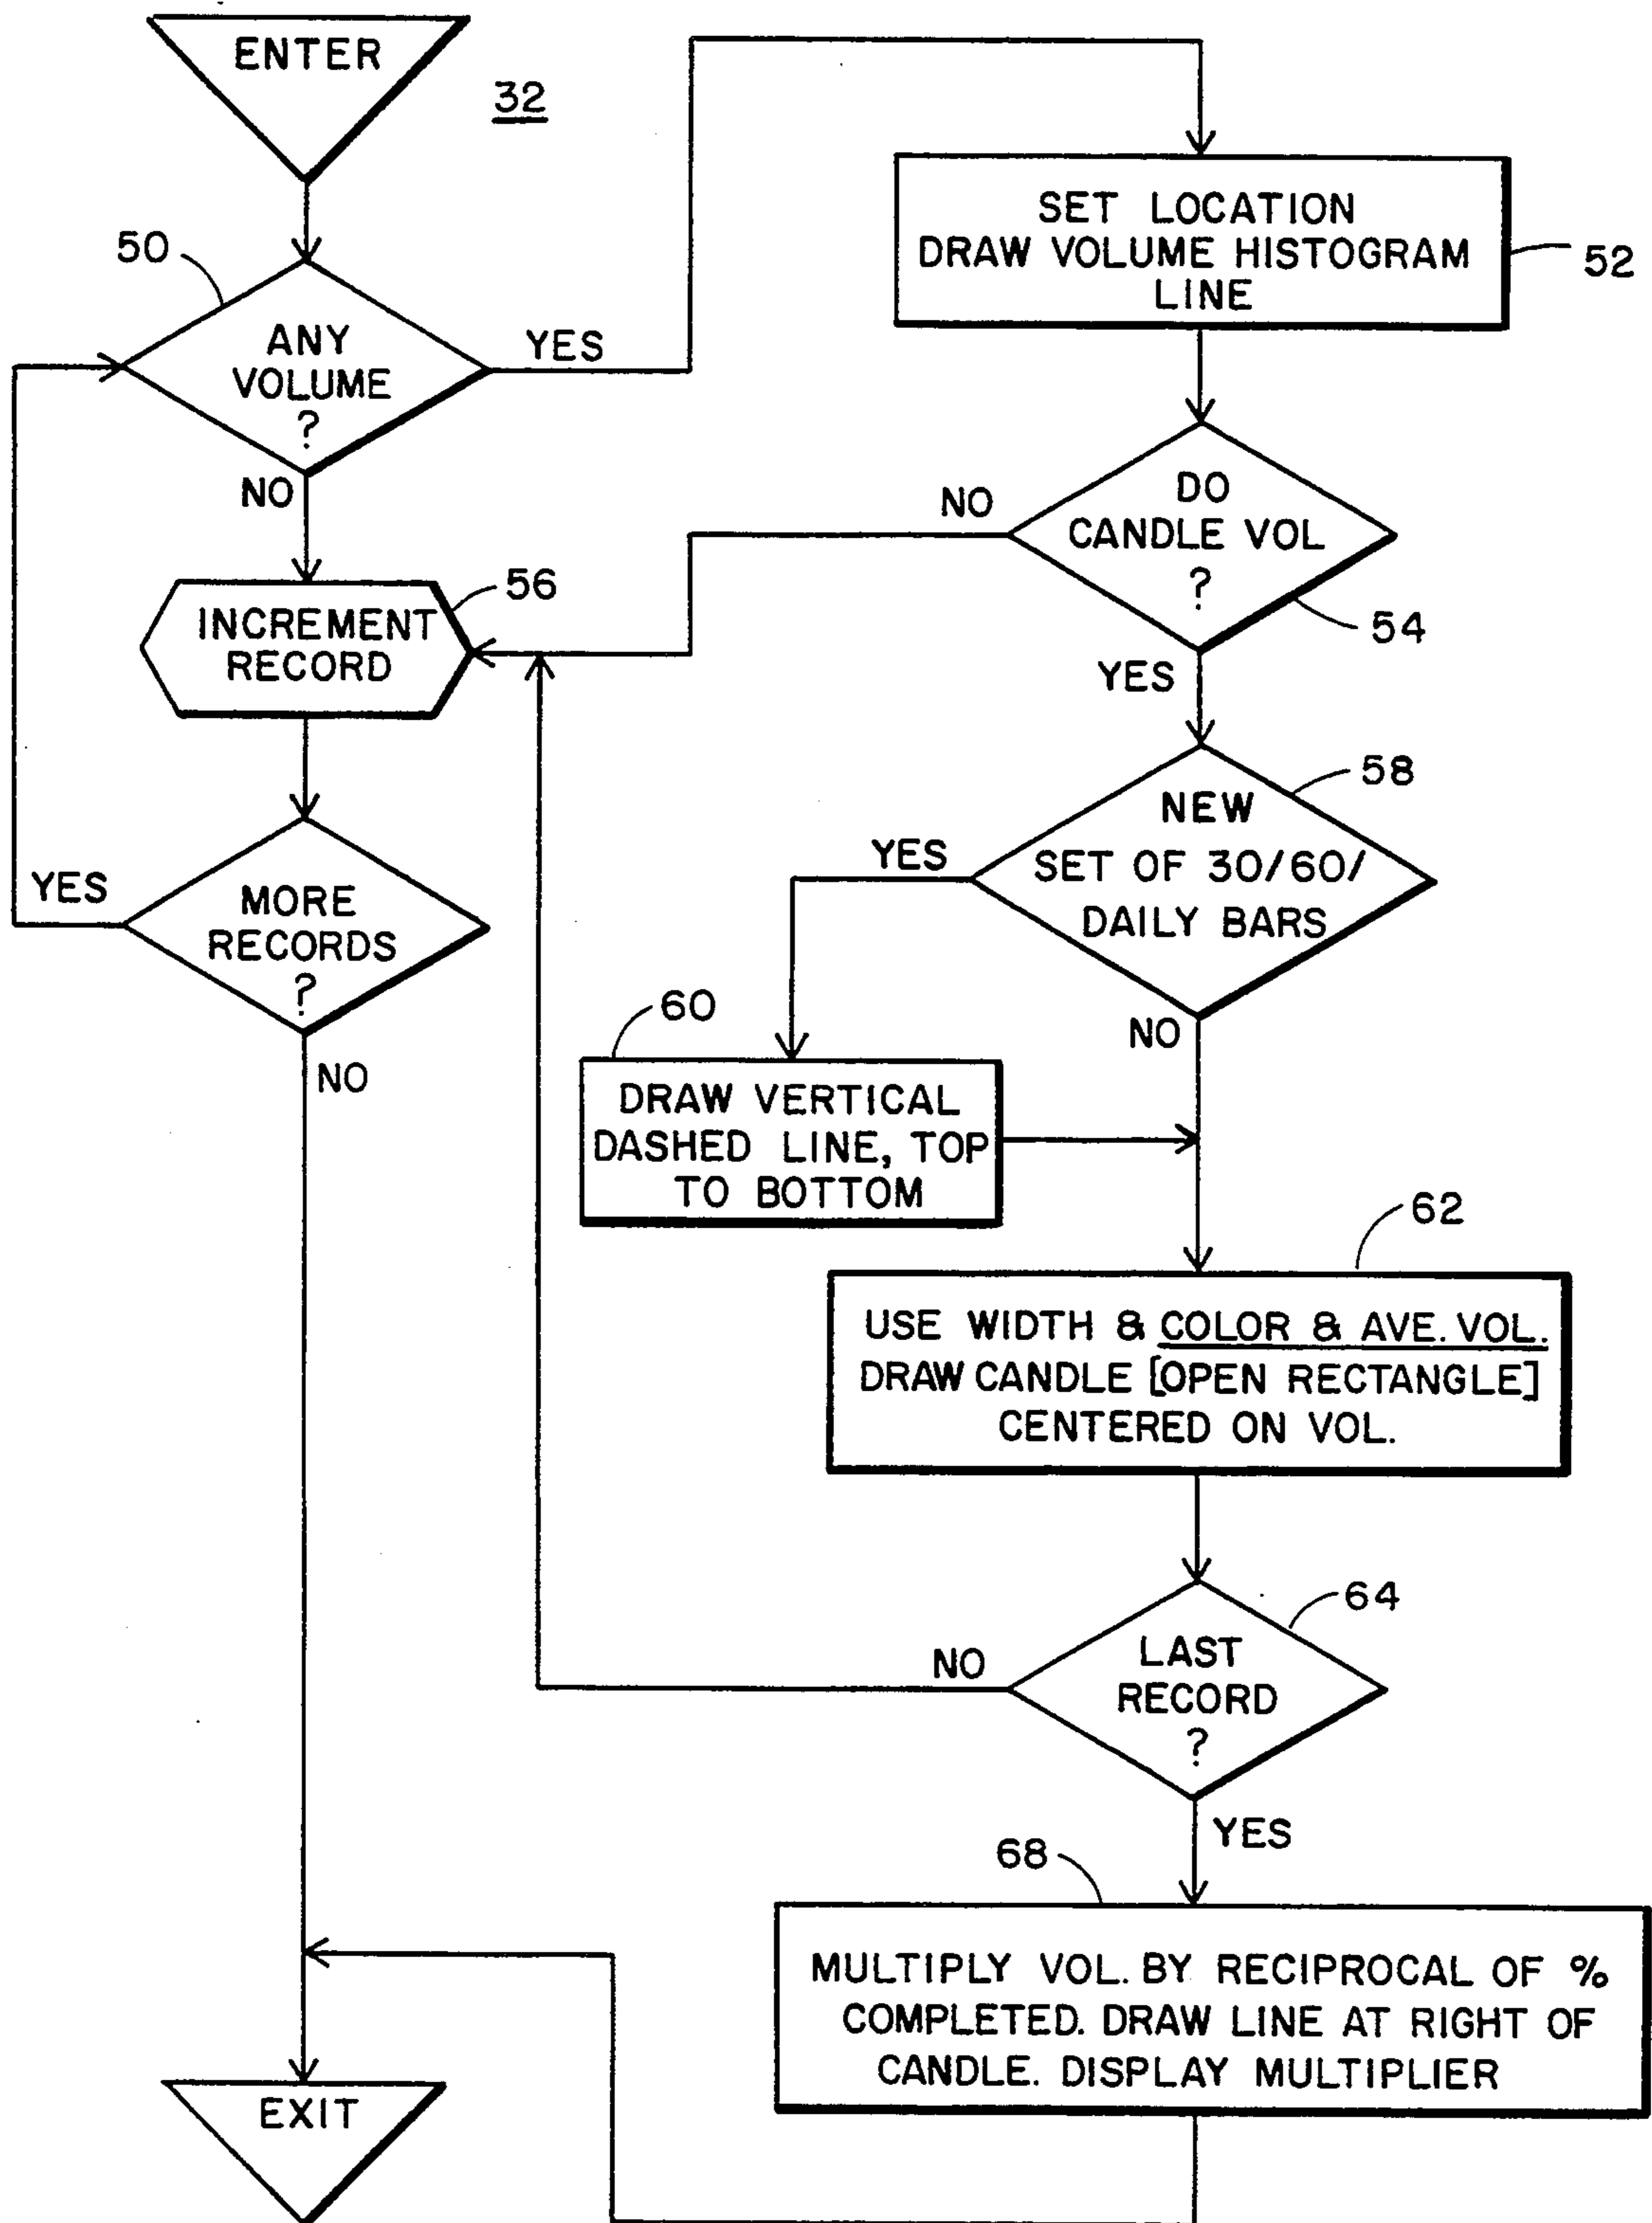 ENTER
32
50
ANY
VOLUME
?
YES
NO
SET LOCATION
DRAW VOLUME HISTOGRAM
LINE
52
DO
CANDLE VOL
?
54
NO
YES
INCREMENT
RECORD
56
MORE
RECORDS
?
YES
NO
NEW
SET OF 30/60/
DAILY BARS
58
YES
NO
60
DRAW VERTICAL
DASHED LINE, TOP
TO BOTTOM
62
USE WIDTH & COLOR & AVE. VOL.
DRAW CANDLE [OPEN RECTANGLE]
CENTERED ON VOL.
64
LAST
RECORD
?
NO
YES
68
MULTIPLY VOL. BY RECIPROCAL OF %
COMPLETED. DRAW LINE AT RIGHT OF
CANDLE. DISPLAY MULTIPLIER
EXIT